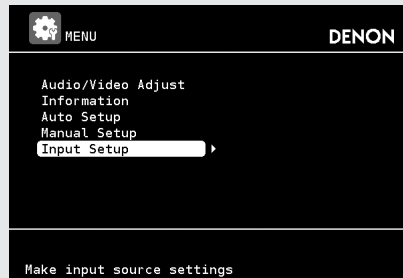 MENU
DENON
Audio/Video Adjust
Information
Auto Setup
Manual Setup
Input Setup
Make input source settings